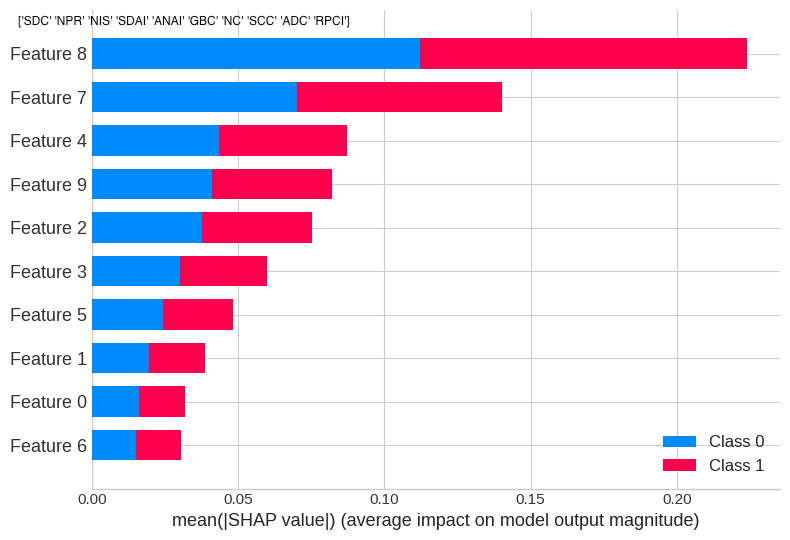 ['SDC' 'NPR' 'NIS' 'SDAI' 'ANAI' 'GBC' 'NC' 'SCC' 'ADC' 'RPCI']
Feature 8
Feature 7
Feature 4
Feature 9
Feature 2
Feature 3
Feature 5
Feature 1
Feature 0
Feature 6
Class 0
Class 1
0.00 0.05 0.10 0.15 0.20
mean(|SHAP value|) (average impact on model output magnitude)